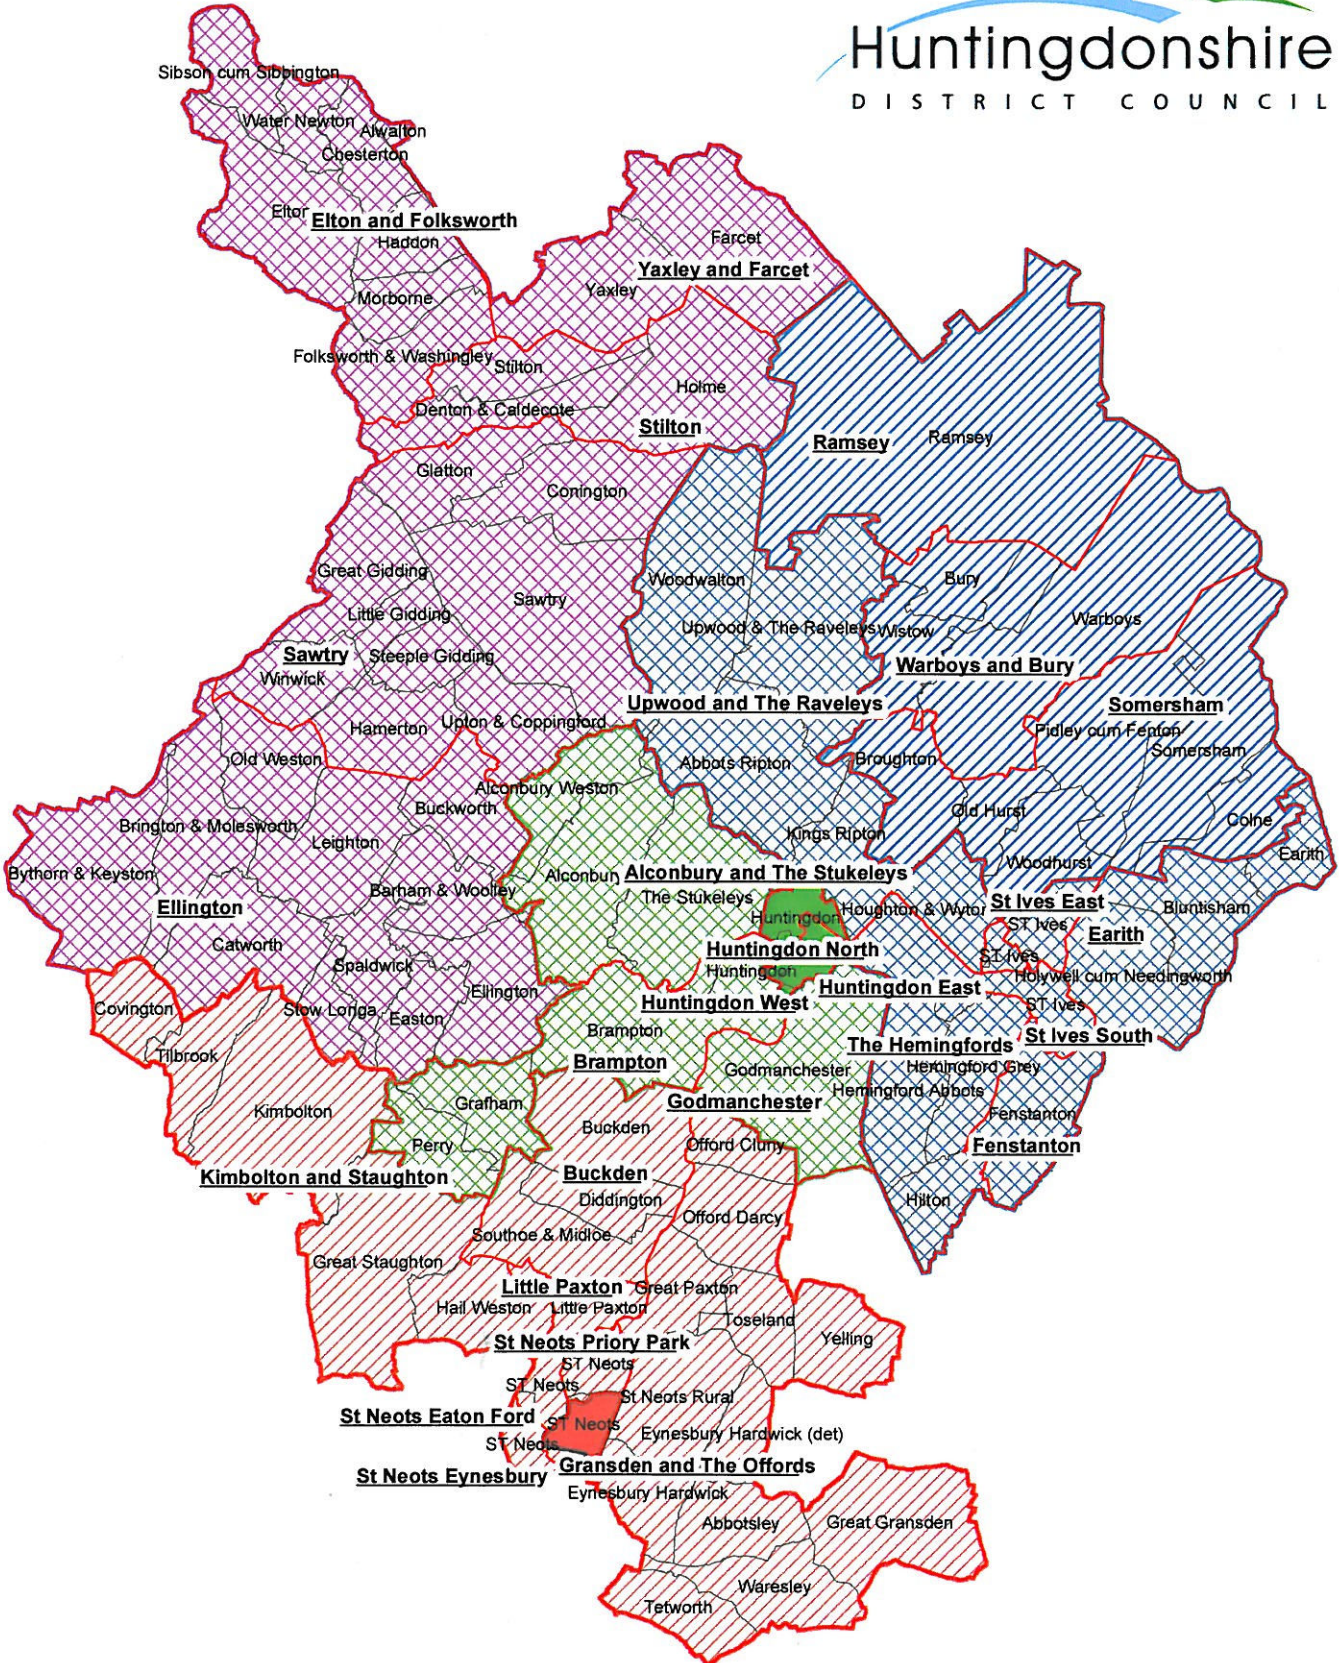 Huntingdonshire
DISTRICT COUNCIL
Sibson cum Sibbington
Water Newton
Alwalton
Chesterton
Elton and Folksworth
Haddon
Farcet
Yaxley and Farcet
Yaxley
Morborne
Folksworth & Washingley
Stilton
Holme
Denton & Caldecote
Stilton
Ramsey
Ramsey
Glatton
Conington
Great Gidding
Woodwalton
Bury
Sawtry
Little Gidding
Warboys
Upwood & The Raveleys
Wistow
Sawtry
Steeple Gidding
Warboys and Bury
Winwick
Upwood and The Raveleys
Somersham
Hamerton
Upton & Coppingford
Pidley cum Fenton
Somersham
Old Weston
Abbots Ripton
Broughton
Alconbury Weston
Buckworth
Old Hurst
Colne
Brington & Molesworth
Kings Ripton
Leighton
Earith
Woodhurst
Bythorn & Keyston
Alconbury and The Stukeleys
Barham & Woolley
The Stukeleys
St Ives East
Ellington
Houghton & Wyton
Bluntisham
Huntingdon
ST Ives
Earith
Catworth
Huntingdon North
ST Ives
Spaldwick
Huntingdon
Holywell cum Needingworth
Ellington
Huntingdon East
Huntingdon West
ST Ives
Covington
Stow Longa
Easton
Brampton
St Ives South
The Hemingfords
Tilbrook
Brampton
Godmanchester
Hemingford Grey
Hemingford Abbots
Grafham
Godmanchester
Kimbolton
Fenstanton
Buckden
Perry
Offord Cluny
Fenstanton
Kimbolton and Staughton
Buckden
Diddington
Hilton
Offord Darcy
Southoe & Midloe
Great Staughton
Little Paxton
Great Paxton
Hail Weston
Little Paxton
Toseland
St Neots Priory Park
Yelling
ST Neots
ST Neots
St Neots Rural
St Neots Eaton Ford
ST Neots
Eynesbury Hardwick (det)
ST Neots
Gransden and The Offords
St Neots Eynesbury
Eynesbury Hardwick
Abbotsley
Great Gransden
Waresley
Tetworth